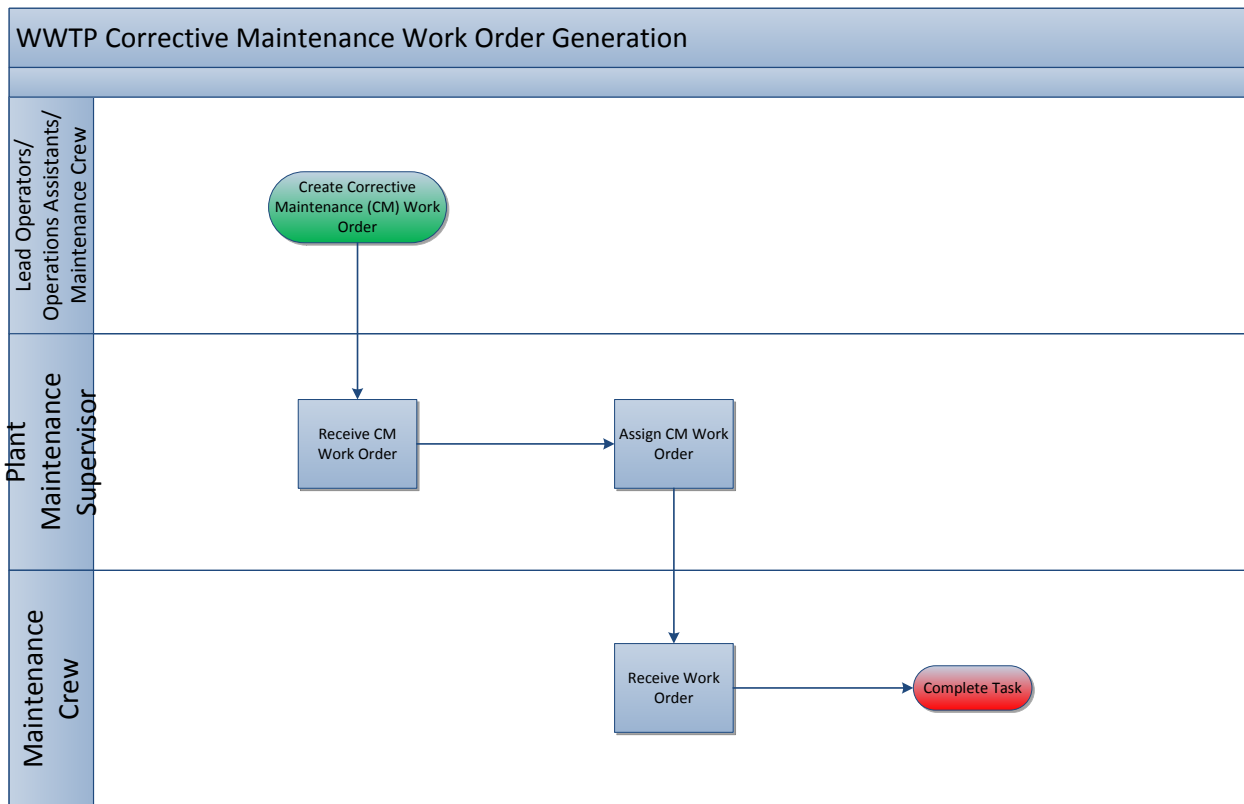 WWTP Corrective Maintenance Work Order Generation
Lead Operators/
Operations Assistants/
Maintenance Crew
Create Corrective
Maintenance (CM) Work
Order
Plant
Maintenance
Supervisor
Receive CM
Work Order
Assign CM Work
Order
Maintenance
Crew
Receive Work
Order
Complete Task